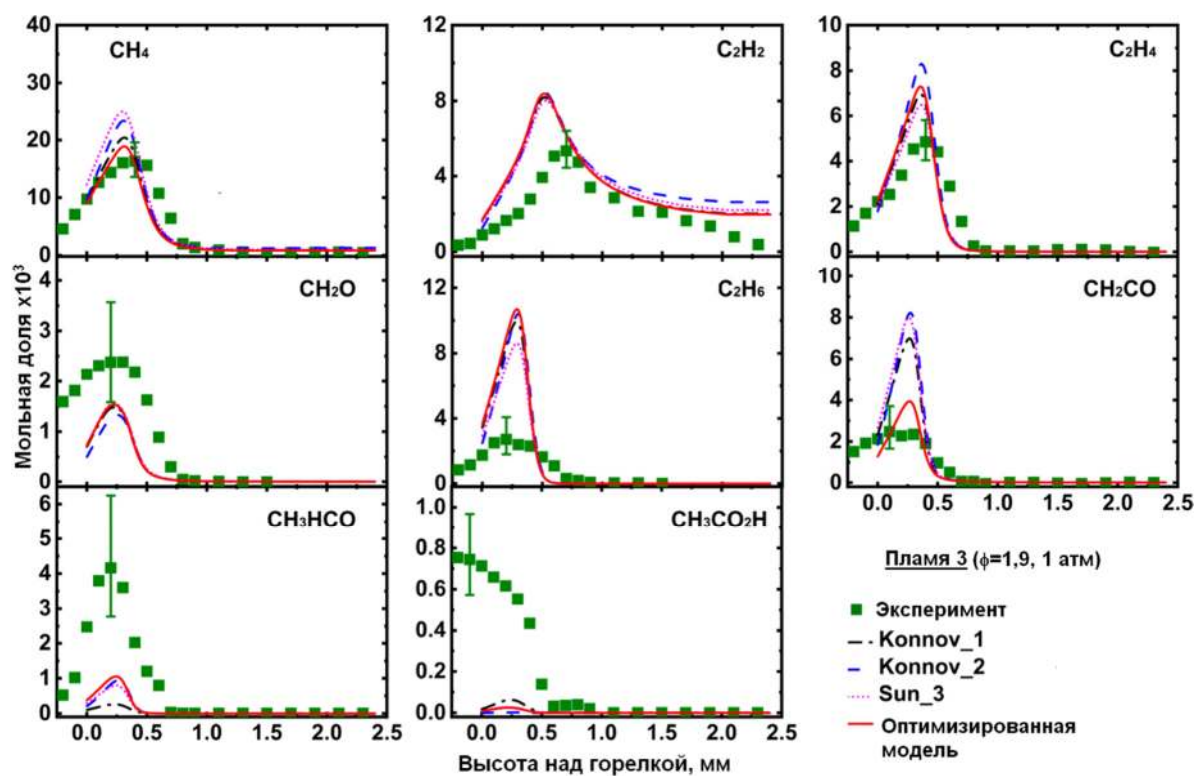 40
30
20
10
0
CH4
12
8
4
0
C2H2
10
8
6
4
2
0
C2H4
4
3
2
1
0
CH2O
12
8
4
0
C2H6
10
8
6
4
2
0
CH2CO
0.0 0.5 1.0 1.5 2.0 2.5
6
5
4
3
2
1
0
CH3HCO
0.0 0.5 1.0 1.5 2.0 2.5
1.0
0.8
0.6
0.4
0.2
0.0
CH3CO2H
0.0 0.5 1.0 1.5 2.0 2.5
Мольная доля x10³
Высота над горелкой, мм
Пламя 3 (ϕ=1,9, 1 атм)
Эксперимент
Konnov_1
Konnov_2
Sun_3
Оптимизированная
модель